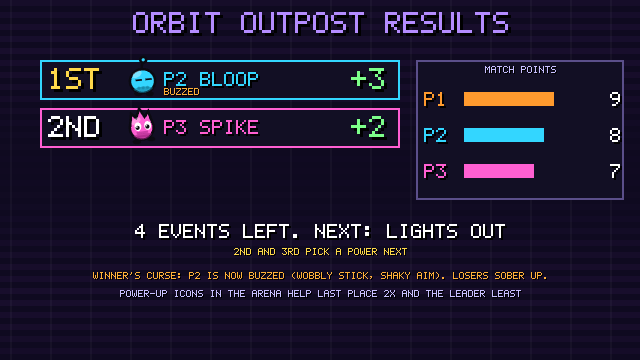 ORBIT OUTPOST RESULTS
1ST P2 BLOOP +3
BUZZED
2ND P3 SPIKE +2
MATCH POINTS
P1 9
P2 8
P3 7
4 EVENTS LEFT. NEXT: LIGHTS OUT
2ND AND 3RD PICK A POWER NEXT
WINNER'S CURSE: P2 IS NOW BUZZED (WOBBLY STICK, SHAKY AIM). LOSERS SOBER UP.
POWER-UP ICONS IN THE ARENA HELP LAST PLACE 2X AND THE LEADER LEAST